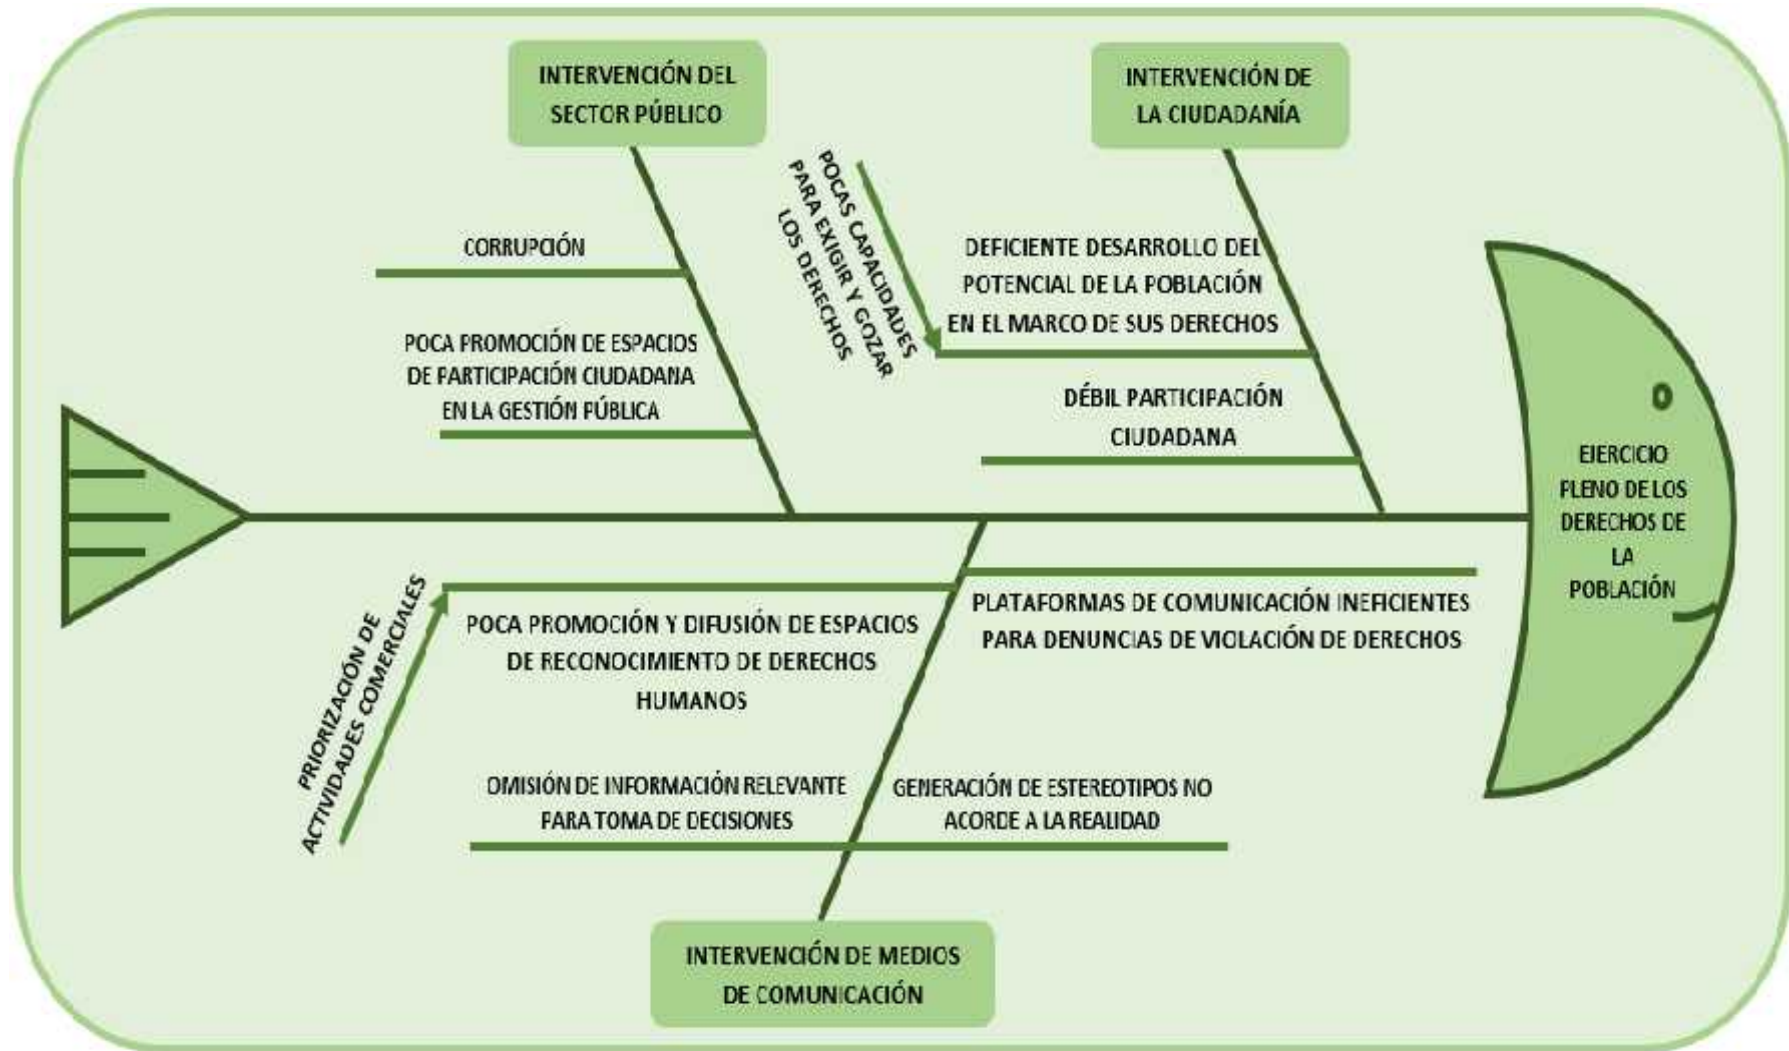 INTERVENCIÓN DEL
SECTOR PÚBLICO
INTERVENCIÓN DE
LA CIUDADANÍA
CORRUPCIÓN
POCA PROMOCIÓN DE ESPACIOS
DE PARTICIPACIÓN CIUDADANA
EN LA GESTIÓN PÚBLICA
POCAS CAPACIDADES
PARA EXIGIR Y GOZAR
LOS DERECHOS
DEFICIENTE DESARROLLO DEL
POTENCIAL DE LA POBLACIÓN
EN EL MARCO DE SUS DERECHOS
DÉBIL PARTICIPACIÓN
CIUDADANA
EJERCICIO
PLENO DE LOS
DERECHOS DE
LA
POBLACIÓN
PRIORIZACIÓN DE
ACTIVIDADES COMERCIALES
POCA PROMOCIÓN Y DIFUSIÓN DE ESPACIOS
DE RECONOCIMIENTO DE DERECHOS
HUMANOS
PLATAFORMAS DE COMUNICACIÓN INEFICIENTES
PARA DENUNCIAS DE VIOLACIÓN DE DERECHOS
OMISIÓN DE INFORMACIÓN RELEVANTE
PARA TOMA DE DECISIONES
GENERACIÓN DE ESTEREOTIPOS NO
ACORDE A LA REALIDAD
INTERVENCIÓN DE MEDIOS
DE COMUNICACIÓN